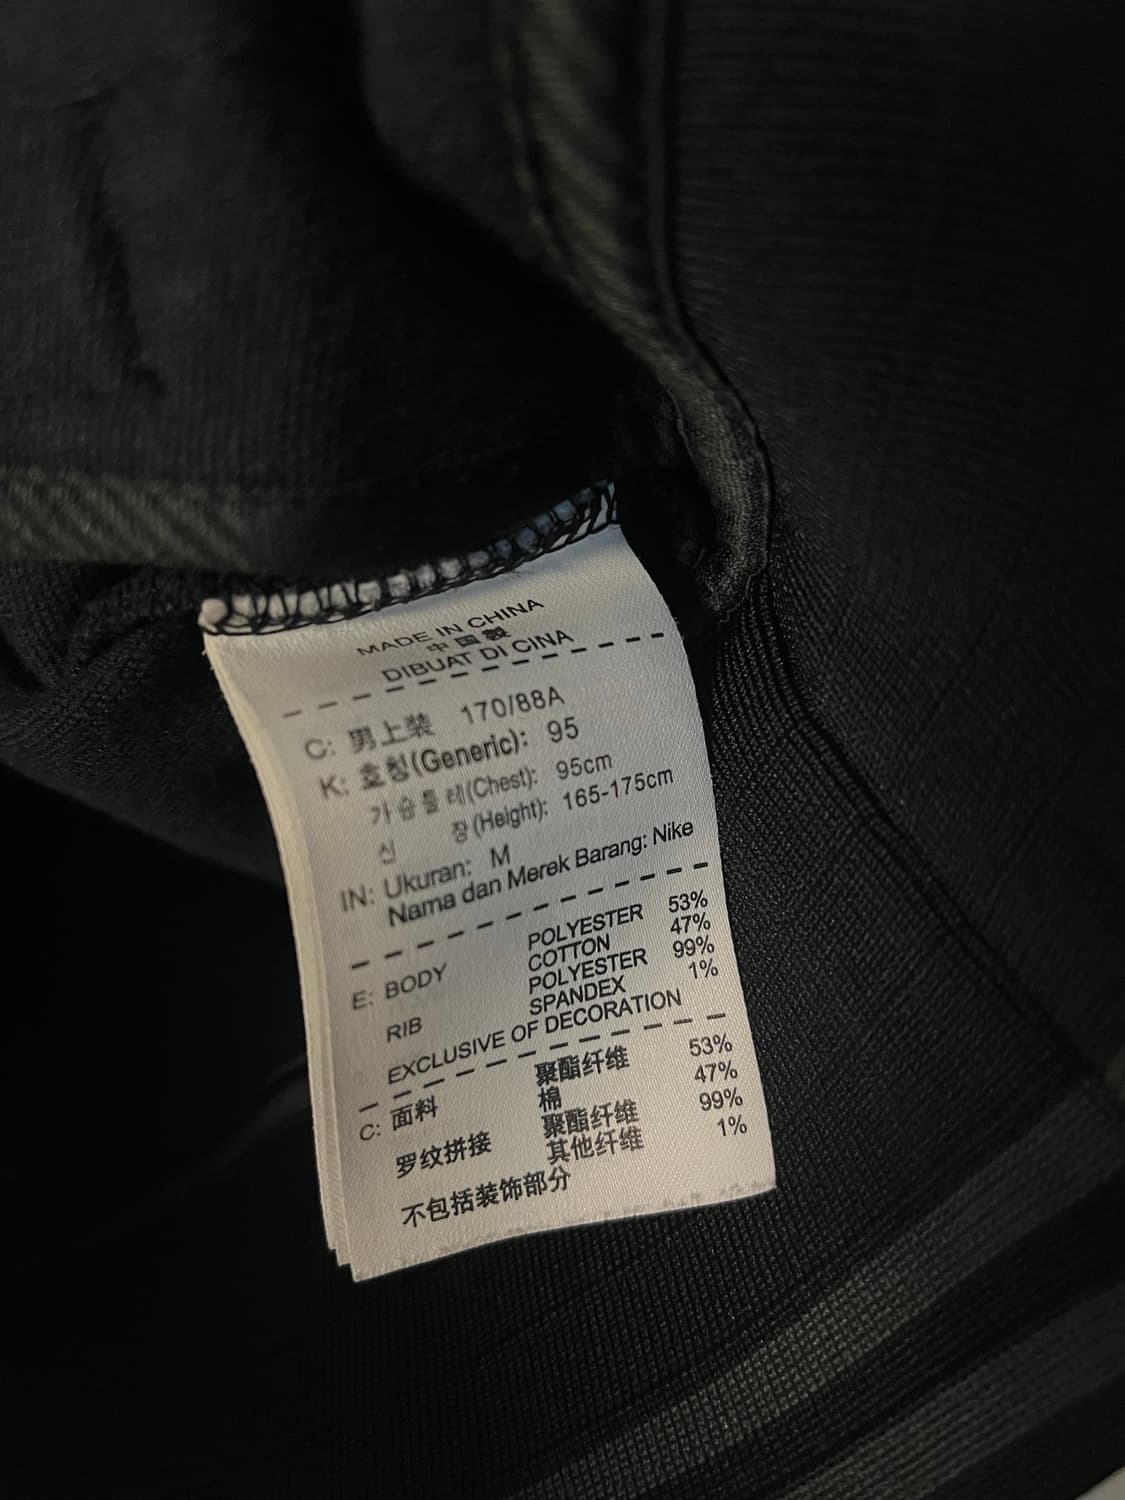 MADE IN CHINA
中国製
DIBUAT DI CINA
C: 男上装 170/88A
K: 호칭(Generic): 95
가슴둘레(Chest): 95cm
신 장(Height): 165-175cm
IN: Ukuran: M
Nama dan Merek Barang: Nike
E: BODY POLYESTER 53%
COTTON 47%
RIB POLYESTER 99%
SPANDEX 1%
EXCLUSIVE OF DECORATION
C: 面料 聚酯纤维 53%
棉 47%
罗纹拼接 聚酯纤维 99%
其他纤维 1%
不包括装饰部分